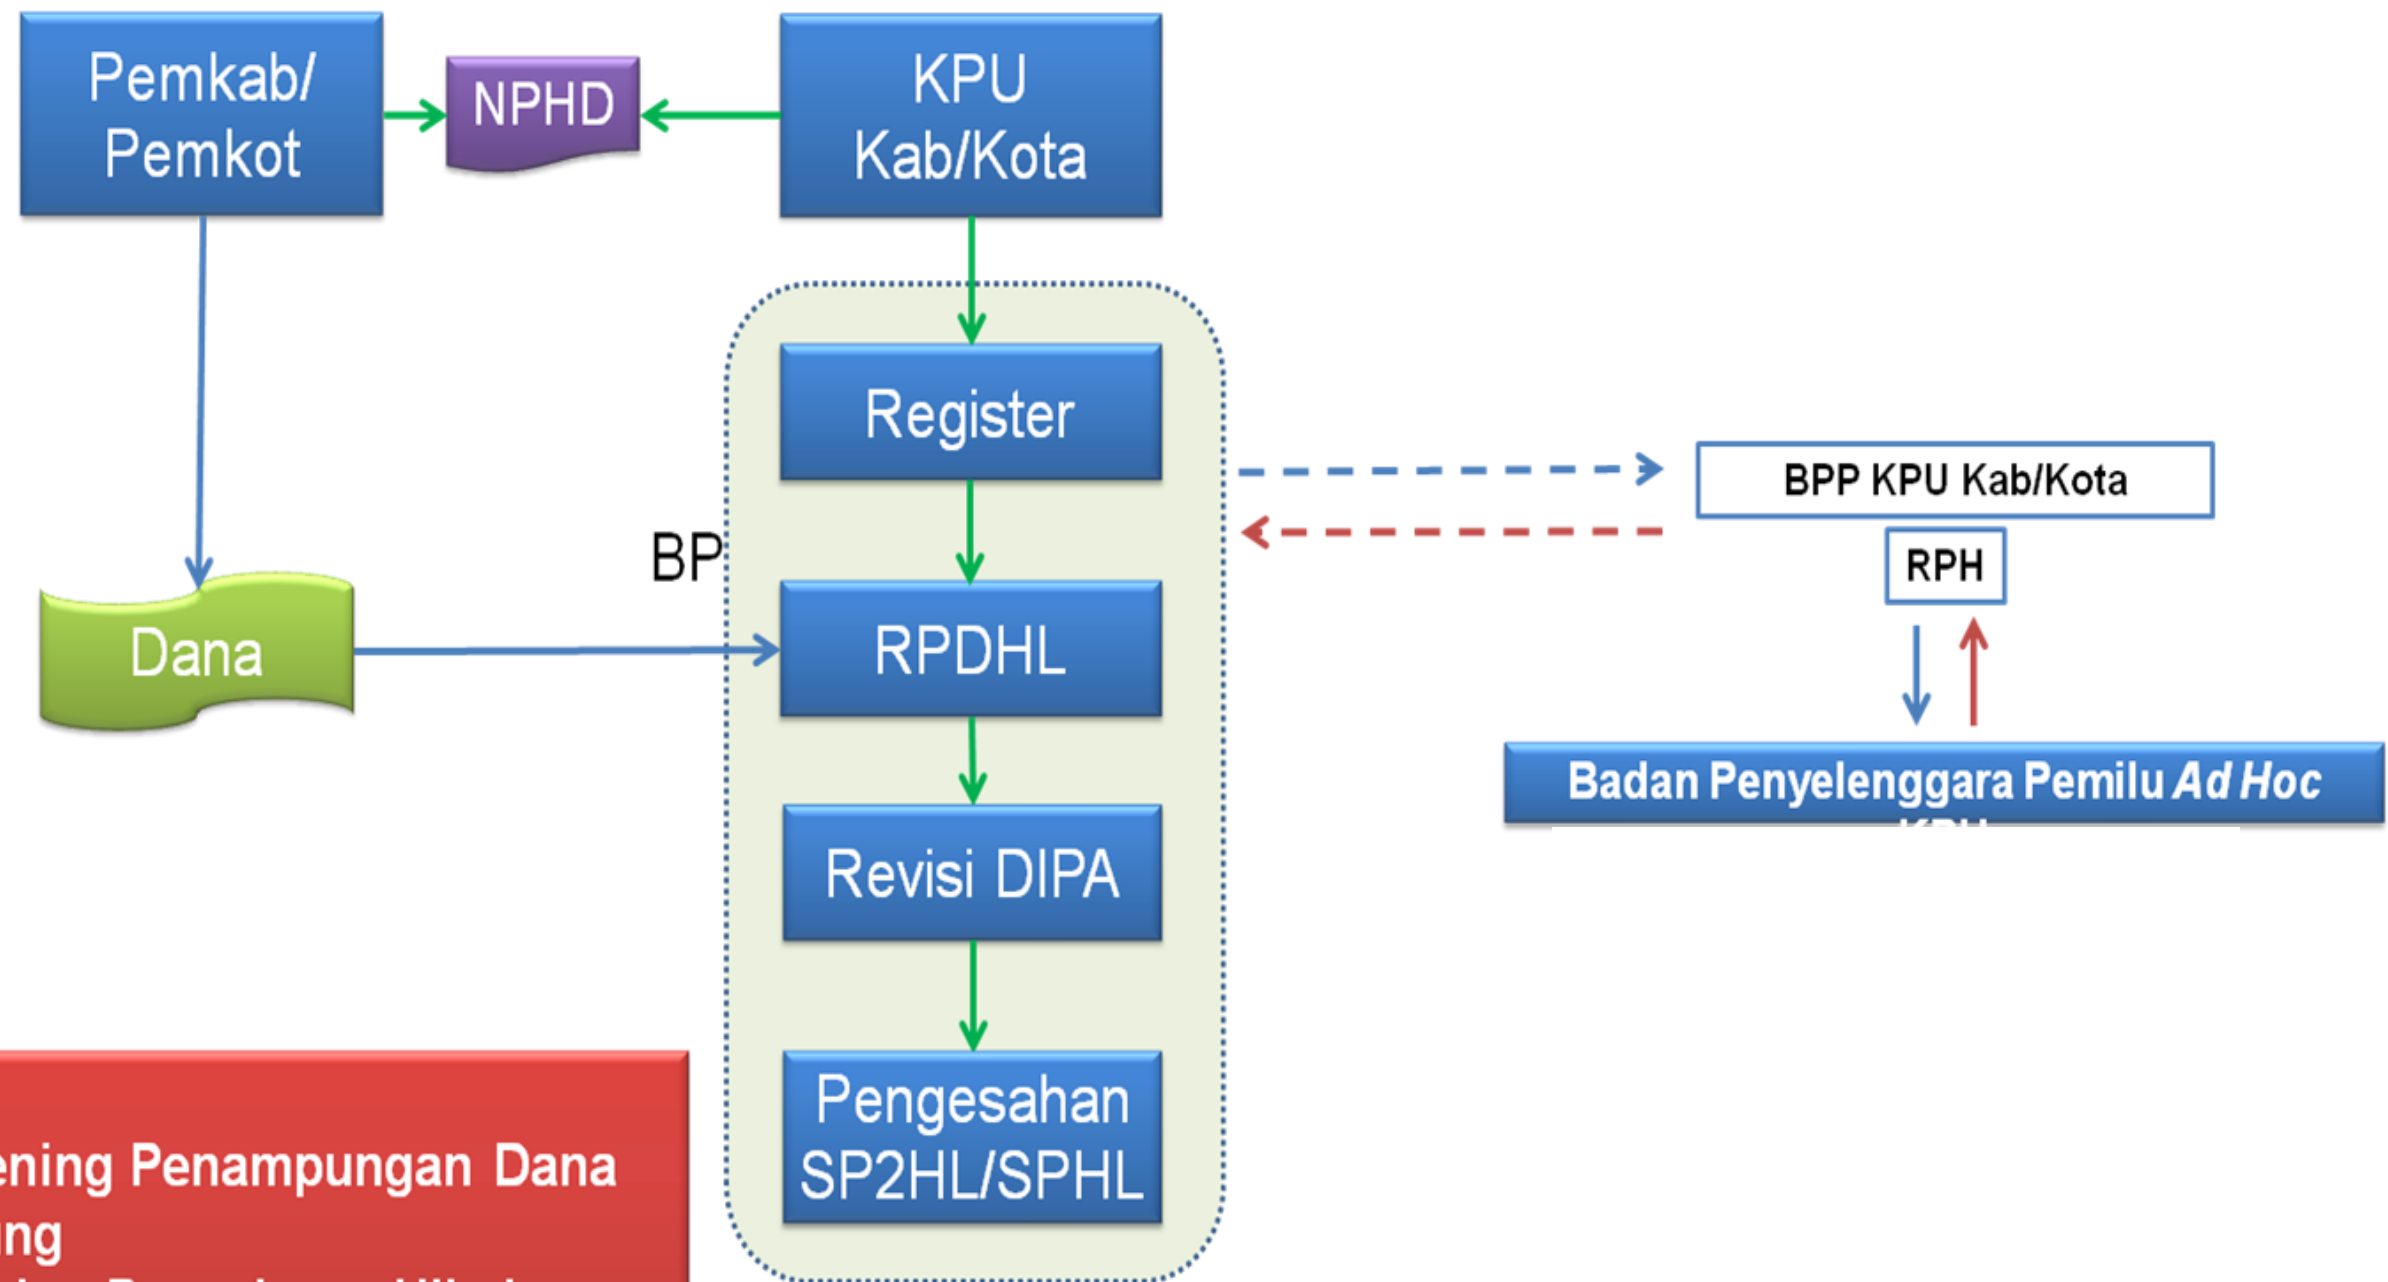 Pemkab/
Pemkot
NPHD
KPU
Kab/Kota
Register
BPP KPU Kab/Kota
BP
RPH
Dana
RPDHL
Badan Penyelenggara Pemilu Ad Hoc
Revisi DIPA
Pengesahan
SP2HL/SPHL
ening Penampungan Dana
ung